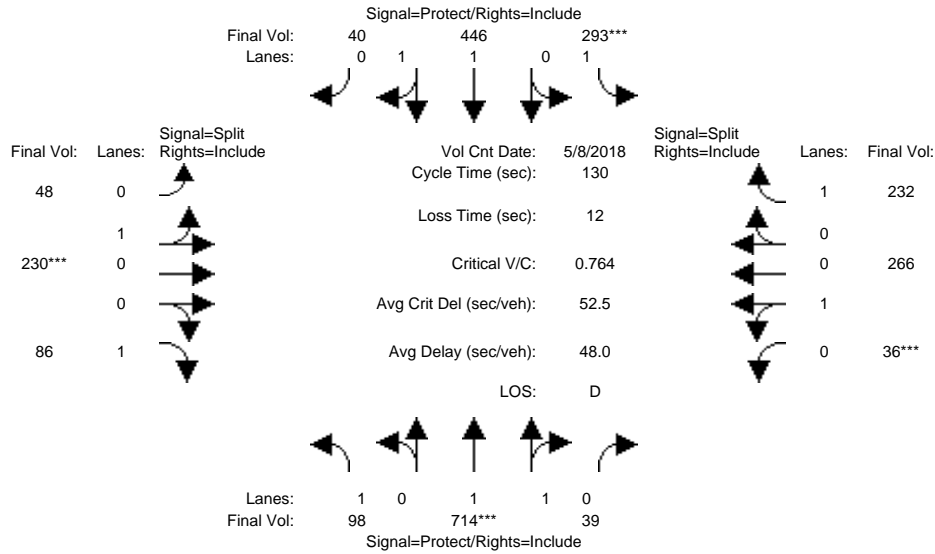 Signal=Protect/Rights=Include
Final Vol: 40 446 293***
Lanes: 0 1 1 0 1
Signal=Split
Final Vol: Lanes: Rights=Include
Vol Cnt Date: 5/8/2018
Signal=Split
Rights=Include Lanes: Final Vol:
Cycle Time (sec): 130
48 0
1 232
Loss Time (sec): 12
1
0
230*** 0
Critical V/C: 0.764
0 266
0
Avg Crit Del (sec/veh): 52.5
1
86 1
Avg Delay (sec/veh): 48.0
0 36***
LOS: D
Lanes: 1 0 1 1 0
Final Vol: 98 714*** 39
Signal=Protect/Rights=Include